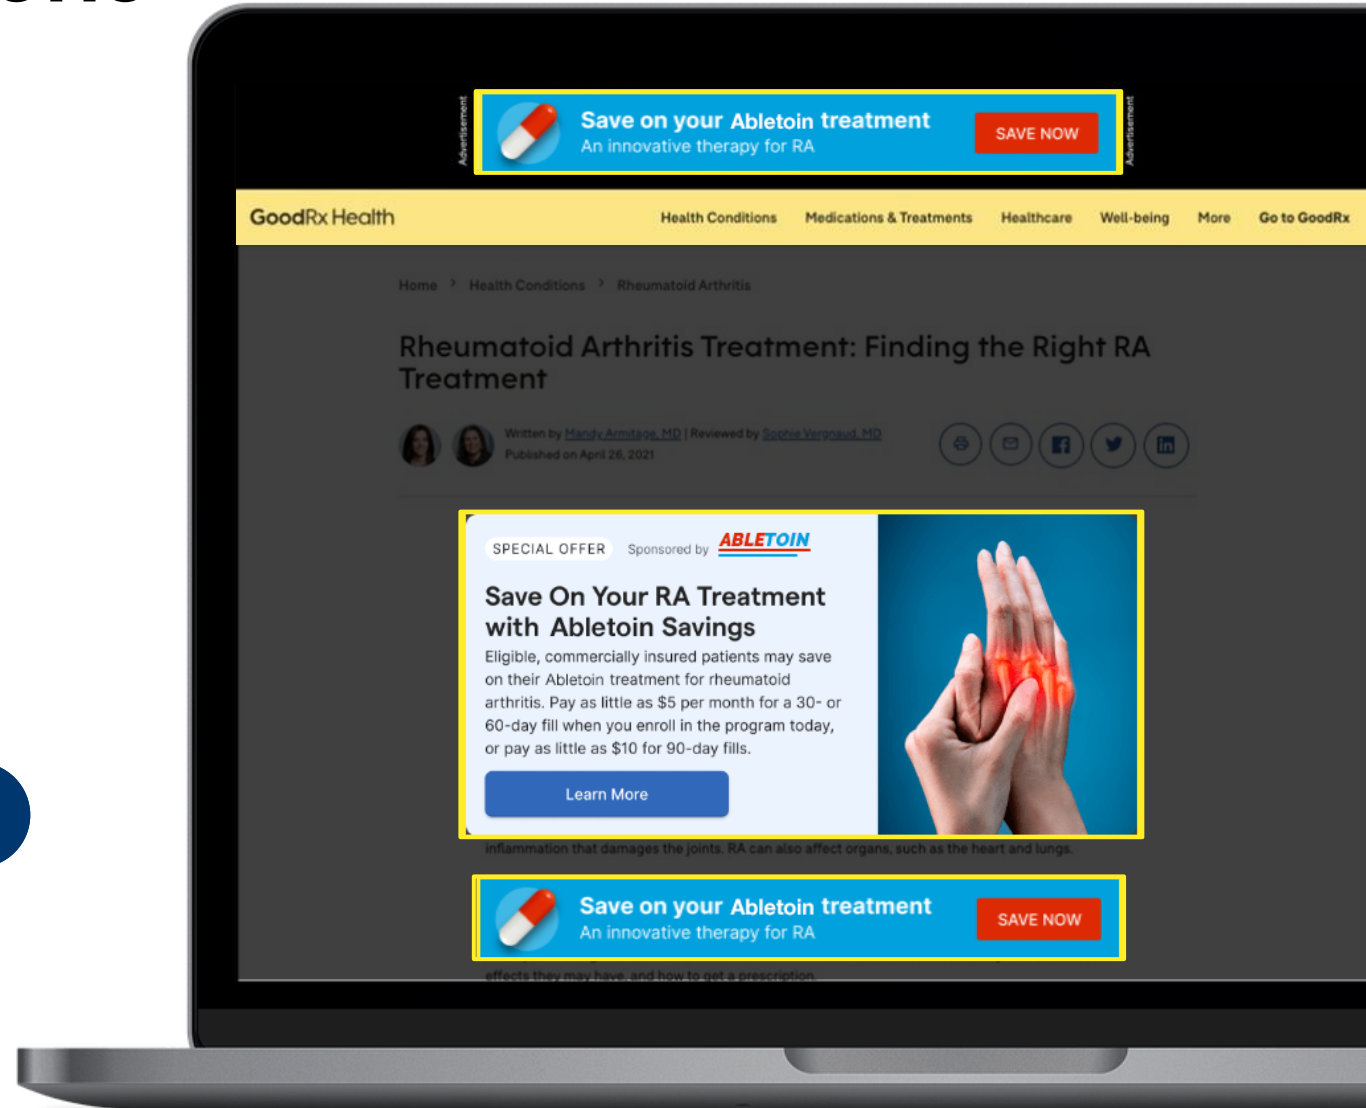 Advertisement
Save on your Abletoin treatment
An innovative therapy for RA
SAVE NOW
Advertisement
GoodRx Health
Health Conditions
Medications & Treatments
Healthcare
Well-being
More
Go to GoodRx
Home > Health Conditions > Rheumatoid Arthritis
Rheumatoid Arthritis Treatment: Finding the Right RA
Treatment
Written by Mandy Armitage, MD | Reviewed by Sophie Vergnaud, MD
Published on April 26, 2021
SPECIAL OFFER
Sponsored by ABLETOIN
Save On Your RA Treatment
with Abletoin Savings
Eligible, commercially insured patients may save
on their Abletoin treatment for rheumatoid
arthritis. Pay as little as $5 per month for a 30- or
60-day fill when you enroll in the program today,
or pay as little as $10 for 90-day fills.
Learn More
inflammation that damages the joints. RA can also affect organs, such as the heart and lungs.
Save on your Abletoin treatment
An innovative therapy for RA
SAVE NOW
effects they may have, and how to get a prescription.